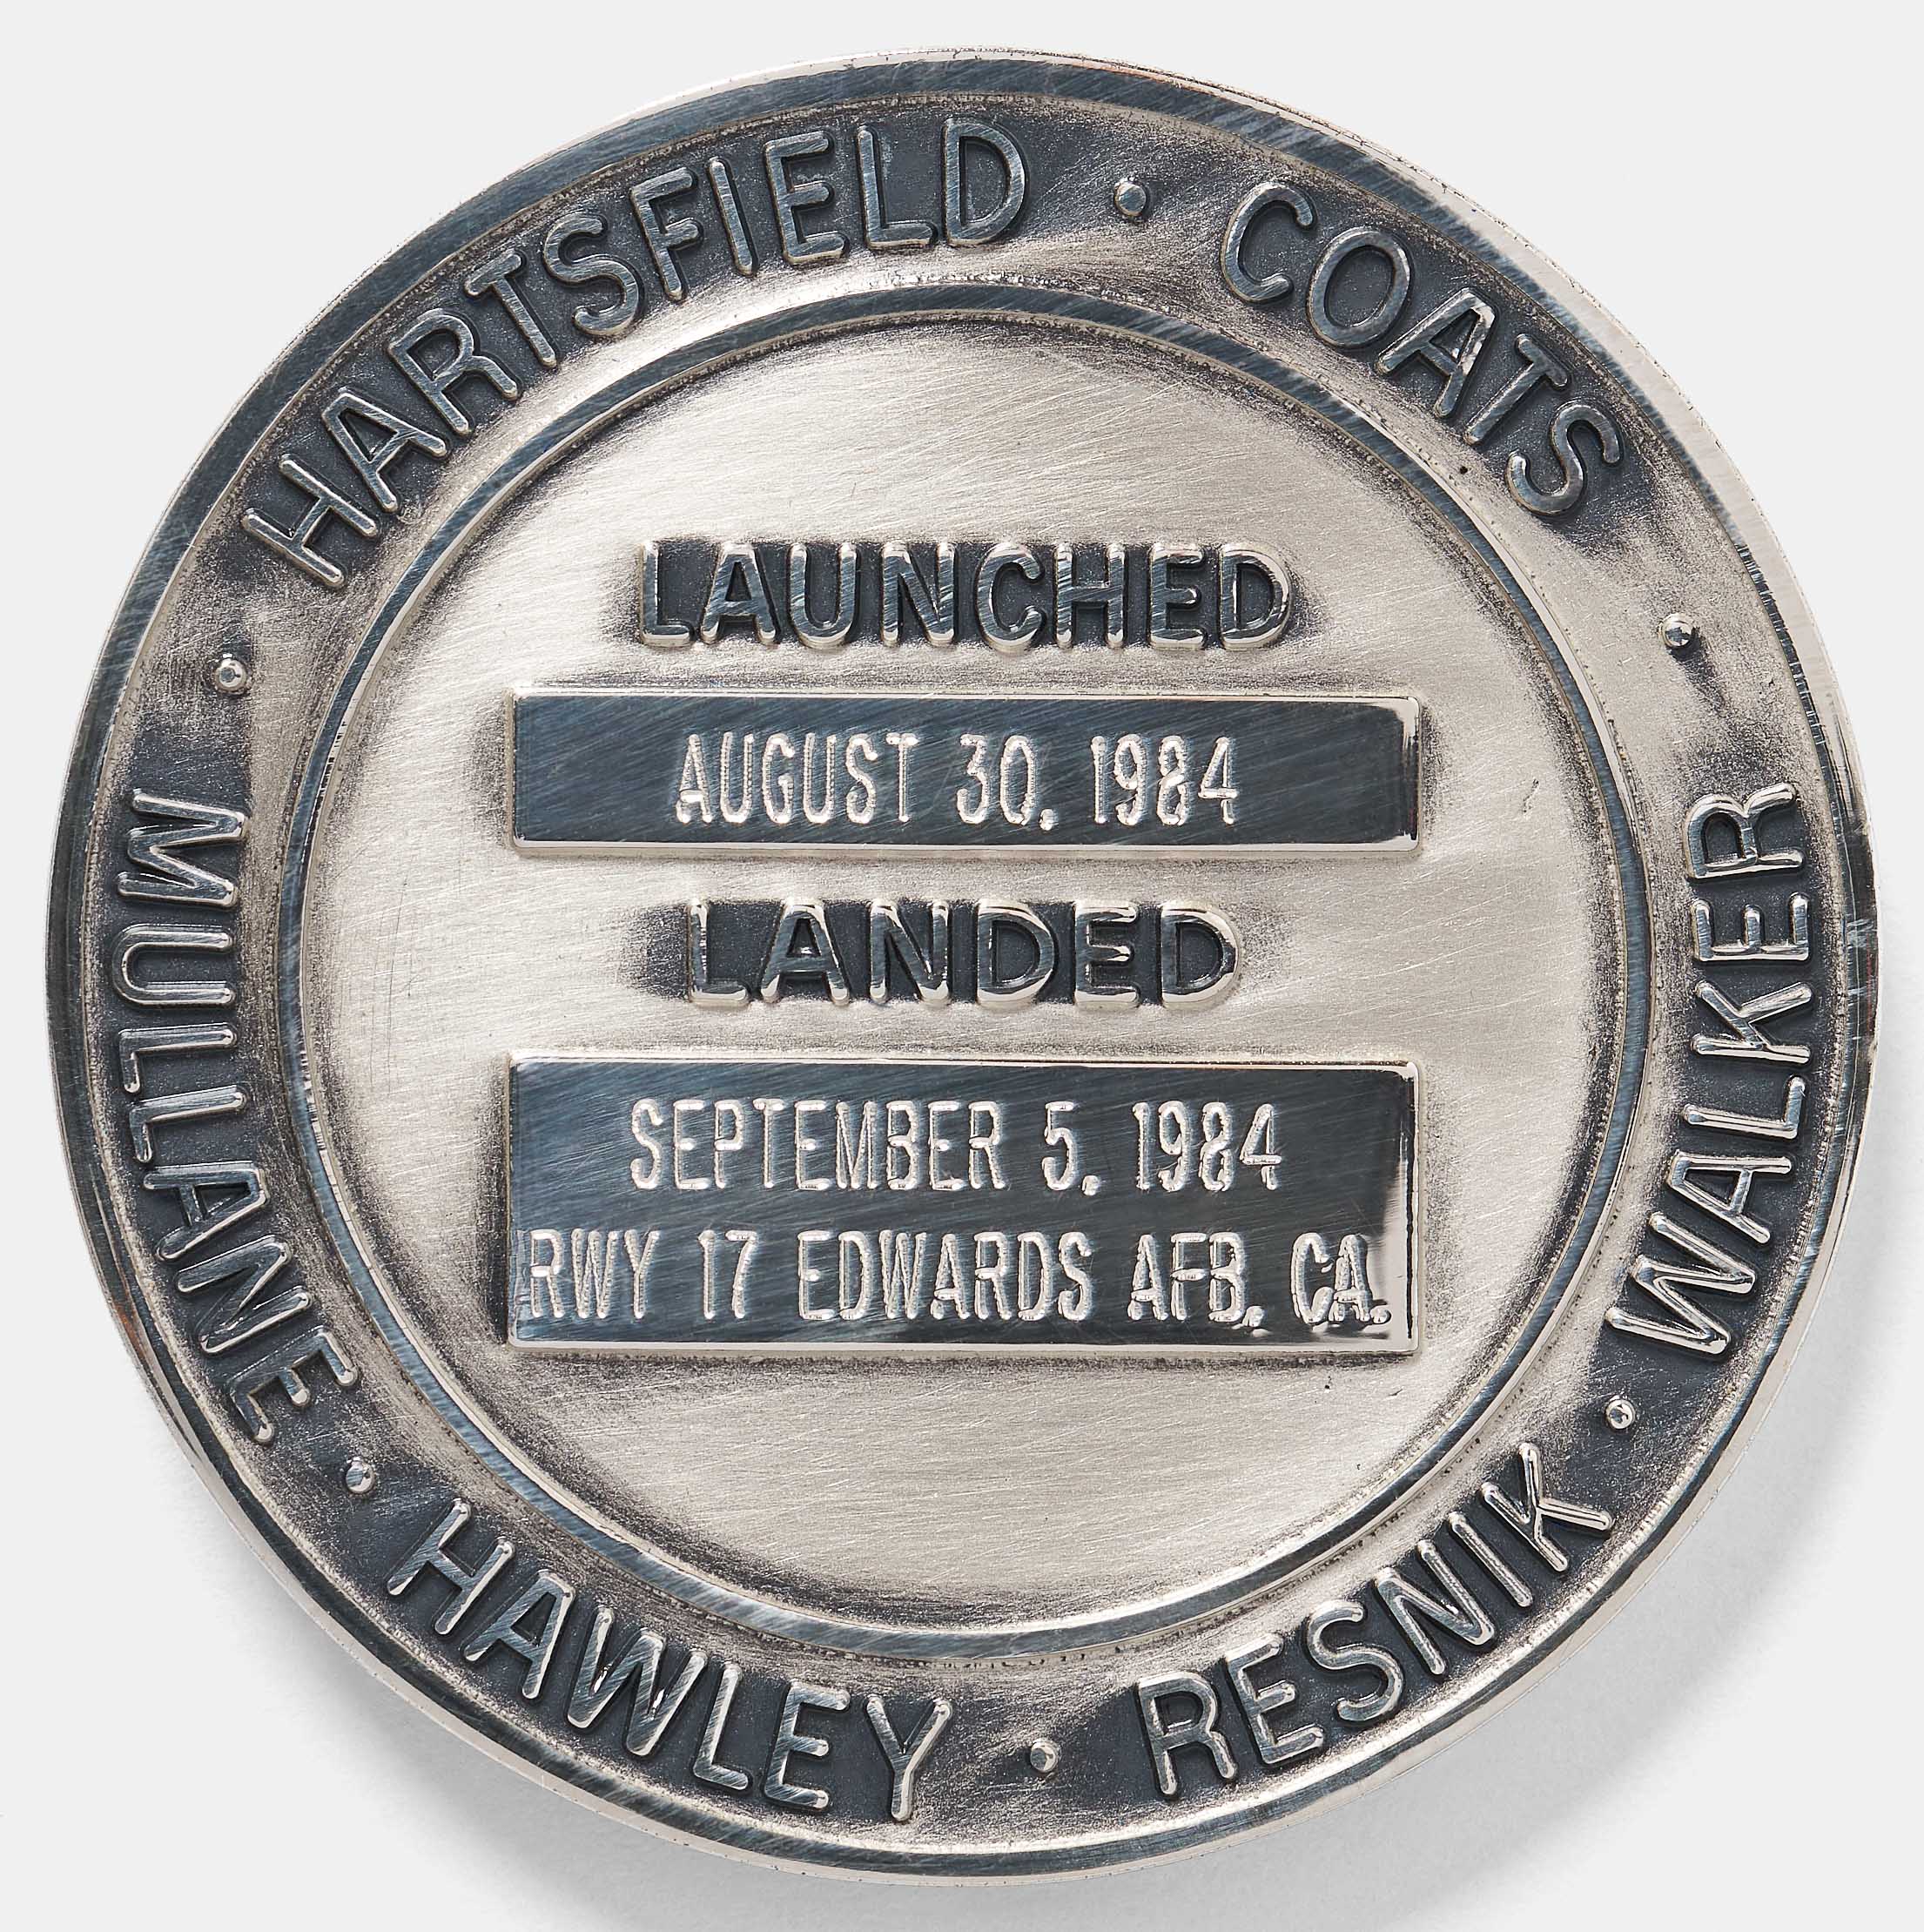 HARTSFIELD · COATS · WALKER · RESNIK · HAWLEY · MULLANE ·
LAUNCHED
AUGUST 30, 1984
LANDED
SEPTEMBER 5, 1984
RWY 17 EDWARDS AFB, CA.